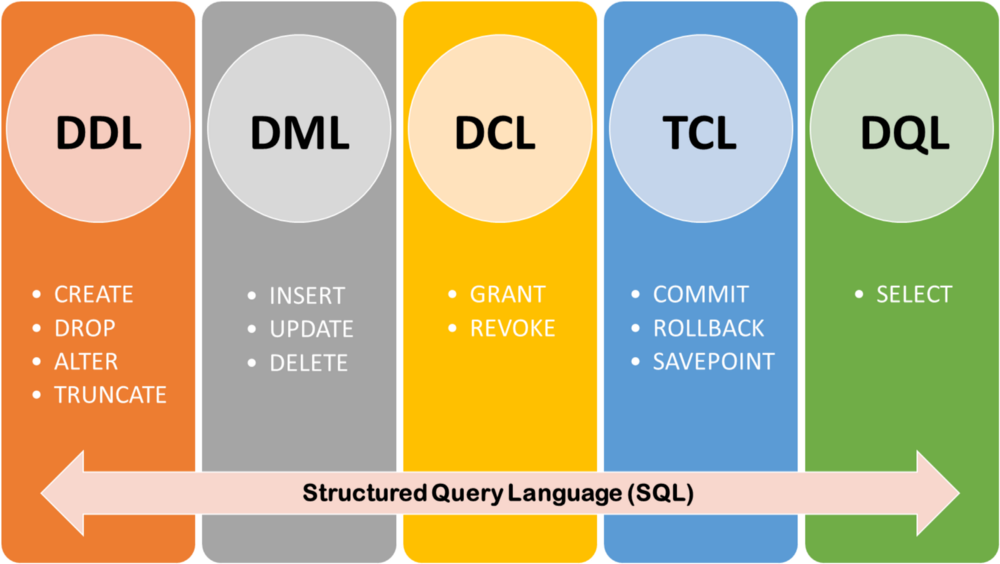 DDL
• CREATE
• DROP
• ALTER
• TRUNCATE
DML
• INSERT
• UPDATE
• DELETE
DCL
• GRANT
• REVOKE
TCL
• COMMIT
• ROLLBACK
• SAVEPOINT
DQL
• SELECT
Structured Query Language (SQL)